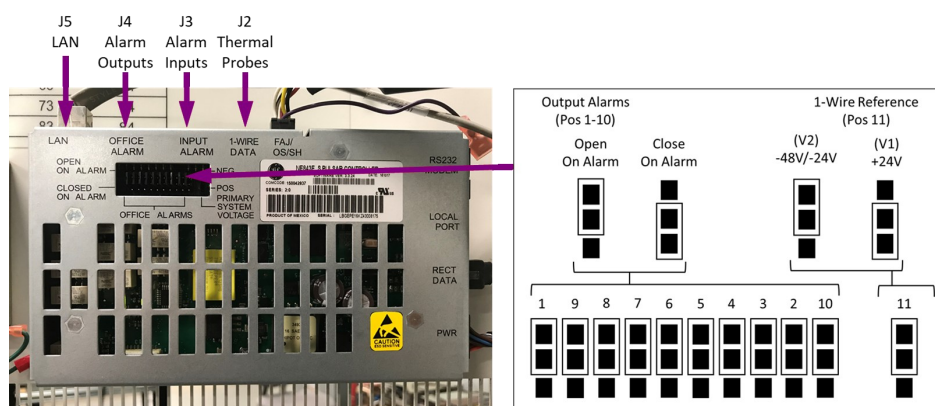 J5
LAN
J4
Alarm
Outputs
J3
Alarm
Inputs
J2
Thermal
Probes
73
83
84
LAN
OFFICE
ALARM
INPUT
ALARM
1-WIRE
DATA
FAJ/
OS/SH
OPEN
ON ALARM
NEG
CLOSED
ON ALARM
POS
PRIMARY
SYSTEM
VOLTAGE
OFFICE ALARMS
RS232
MODEM
LOCAL
PORT
RECT
DATA
PWR
COMCODE
SERIES: 2:0
PRODUCT OF MEXICO
SERIAL:
CAUTION
Output Alarms
(Pos 1-10)
Open
On Alarm
Close
On Alarm
1-Wire Reference
(Pos 11)
(V2)
-48V/-24V
(V1)
+24V
1 9 8 7 6 5 4 3 2 10
11